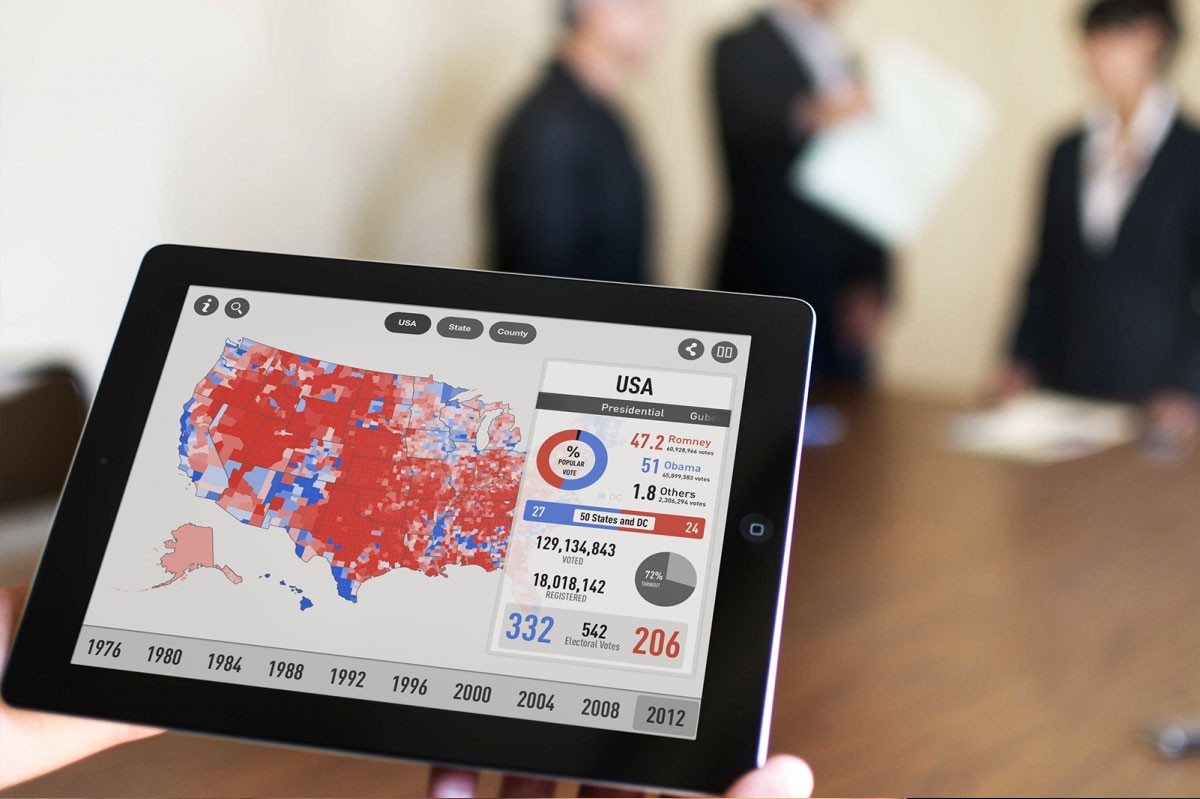 i
USA State County
USA
Presidential Gube
%
POPULAR
VOTE
47.2 Romney
60,928,966 votes
51 Obama
65,899,583 votes
1.8 Others
2,306,294 votes
DC
27 50 States and DC 24
129,134,843
VOTED
18,018,142
REGISTERED
72%
TURNOUT
332 542 206
Electoral Votes
1976 1980 1984 1988 1992 1996 2000 2004 2008 2012